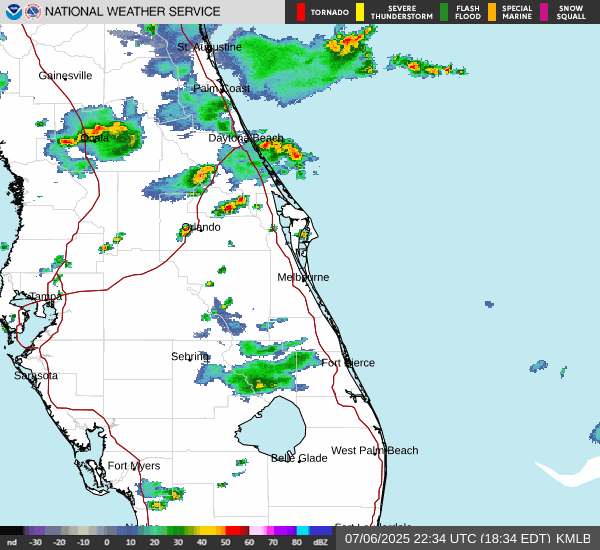 NATIONAL WEATHER SERVICE
TORNADO
SEVERE THUNDERSTORM
FLASH FLOOD
SPECIAL MARINE
SNOW SQUALL
St. Augustine
Gainesville
Palm Coast
Ocala
Daytona Beach
Orlando
Melbourne
Tampa
Sebring
Fort Pierce
Sarasota
West Palm Beach
Belle Glade
Fort Myers
nd -30 -20 -10 0 10 20 30 40 50 60 70 80 dBZ
07/06/2025 22:34 UTC (18:34 EDT) KMLB